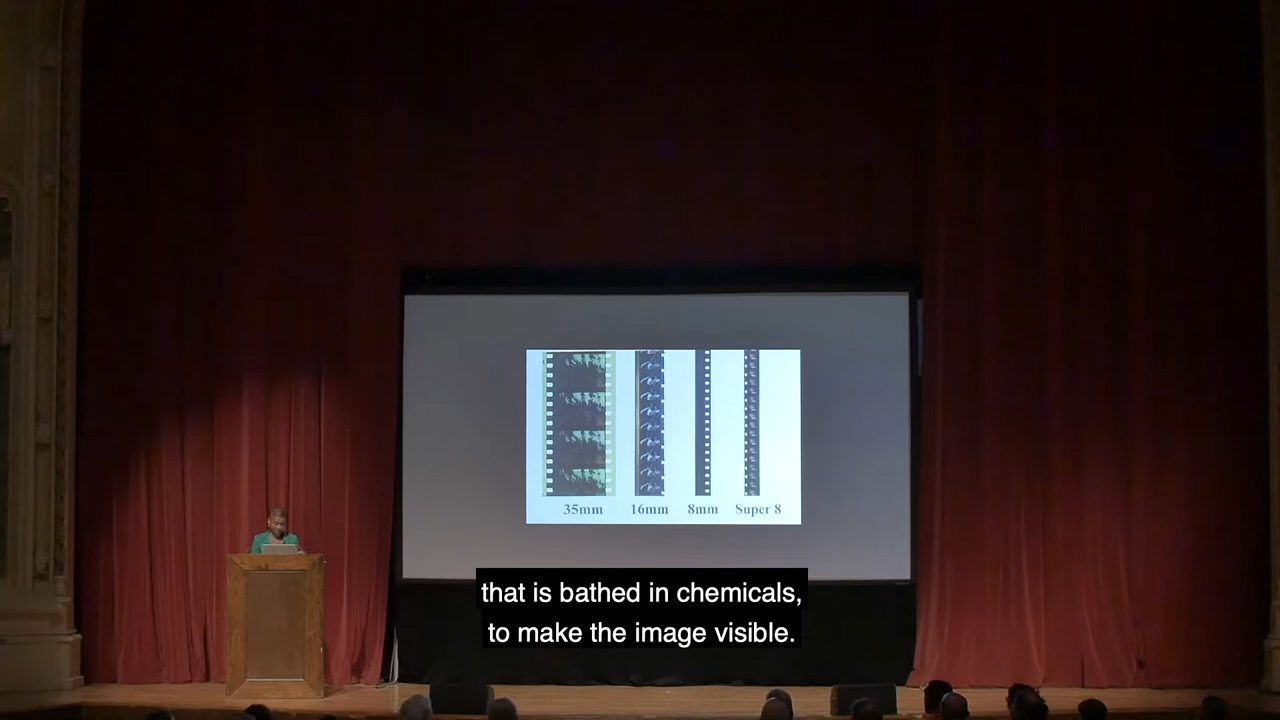 35mm 16mm 8mm Super 8
that is bathed in chemicals,
to make the image visible.